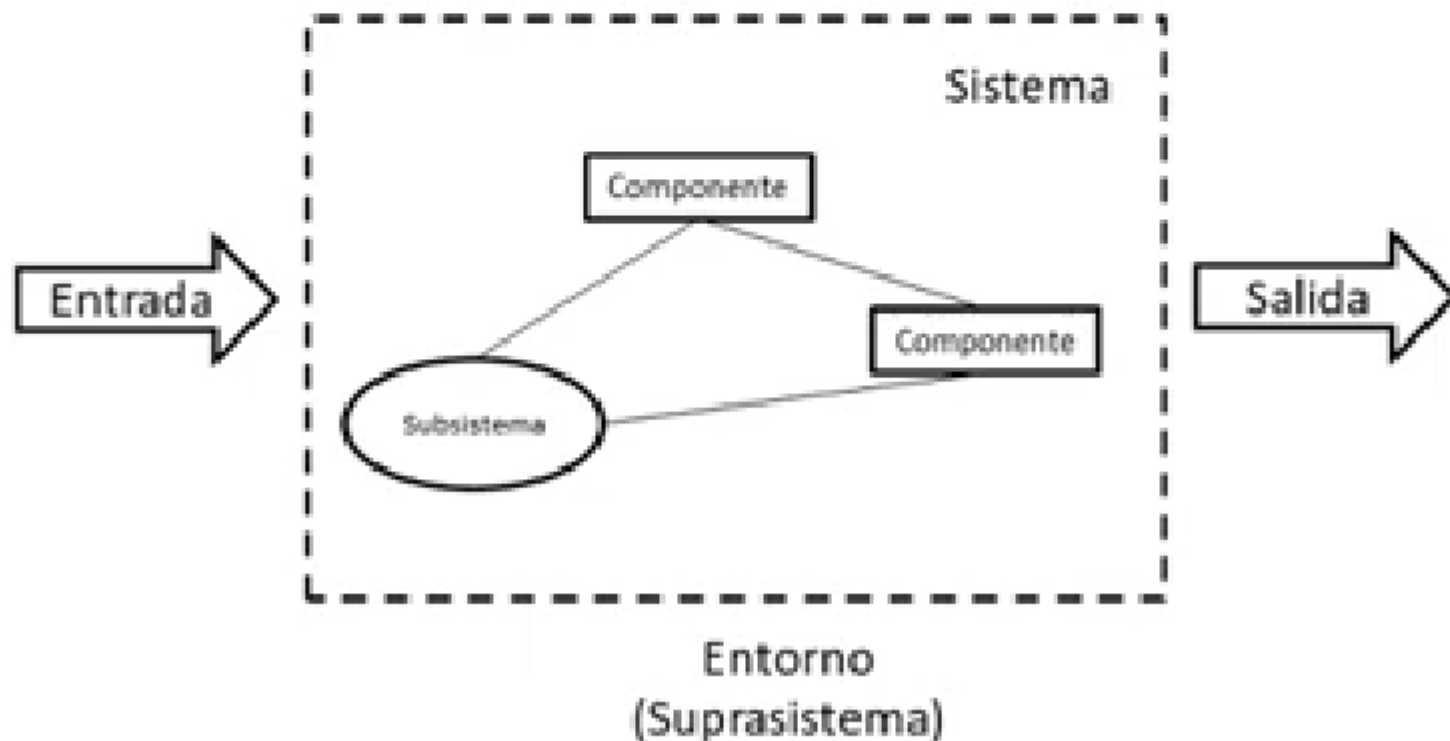 Sistema
Componente
Entrada
Salida
Componente
Subsistema
Entorno
(Suprasistema)